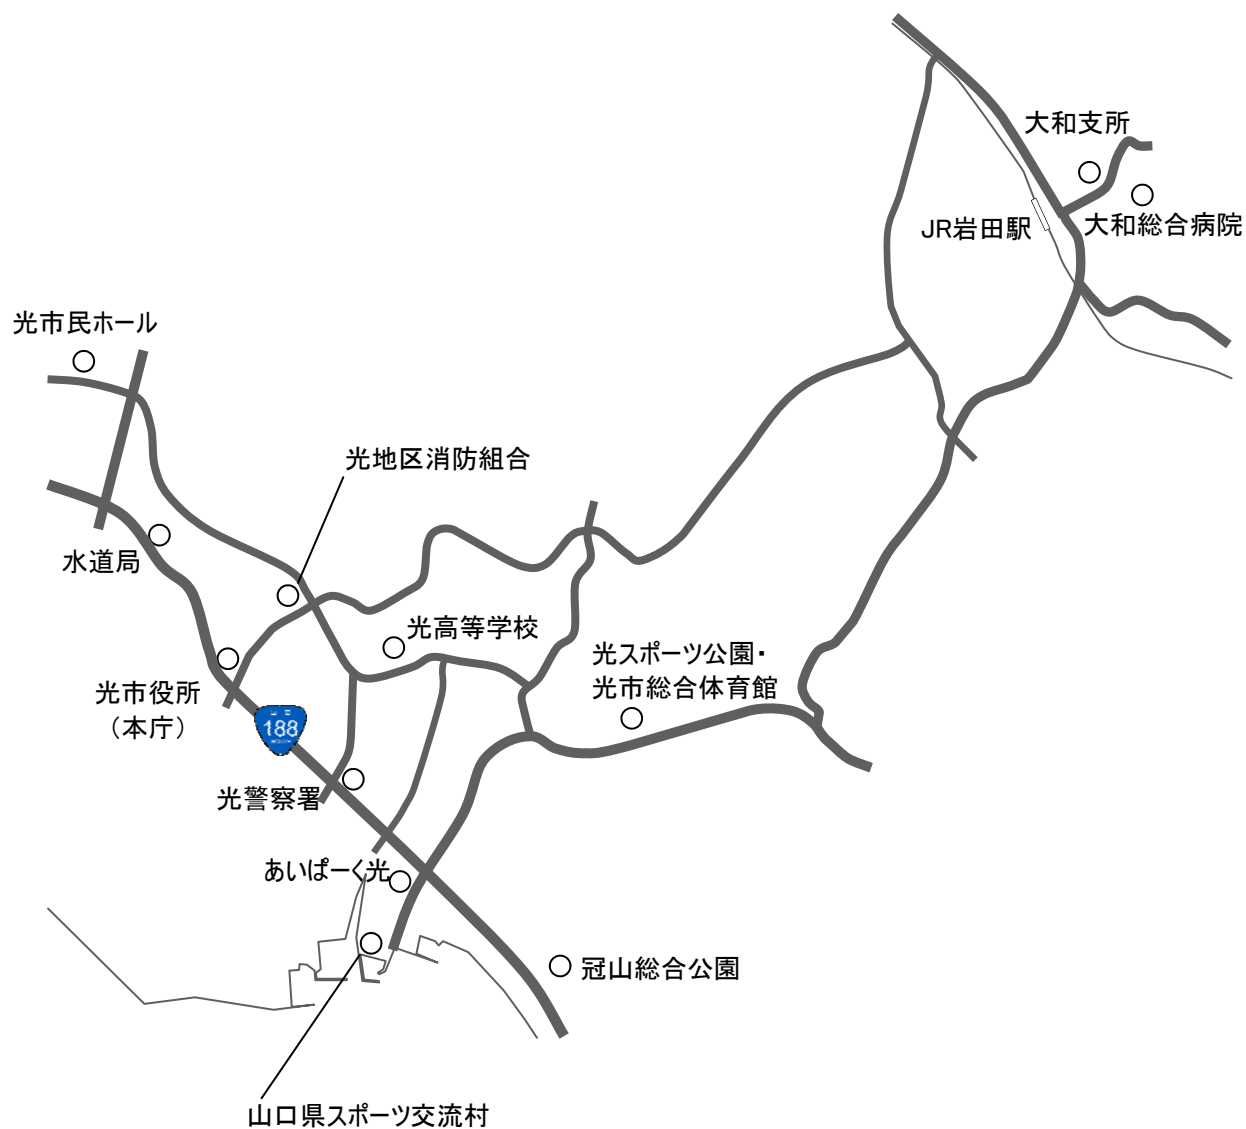 大和支所
大和総合病院
JR岩田駅
光市民ホール
光地区消防組合
水道局
光高等学校
光スポーツ公園・
光市総合体育館
光市役所
（本庁）
188
光警察署
あいぱーく光
冠山総合公園
山口県スポーツ交流村